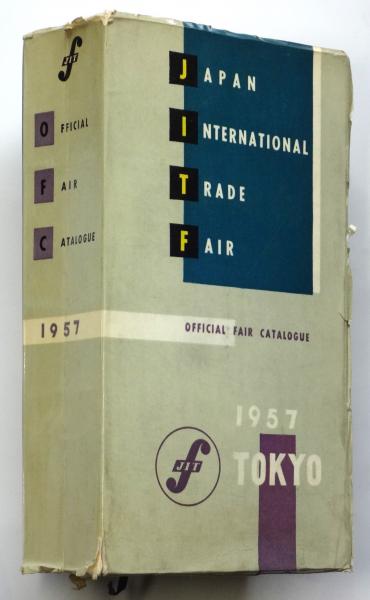 JIT
f
OFFICIAL
FAIR
CATALOGUE
1957
JAPAN
INTERNATIONAL
TRADE
FAIR
OFFICIAL FAIR CATALOGUE
1957
TOKYO
JIT
f